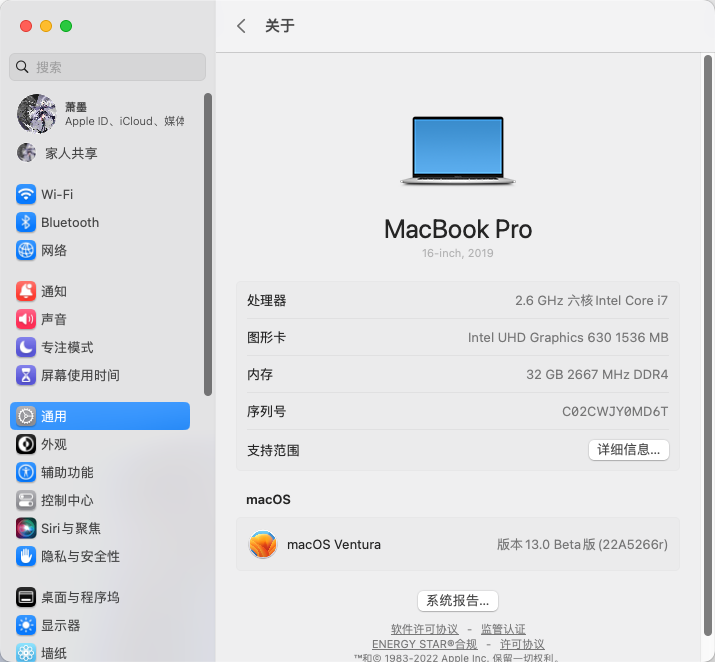 关于
搜索
萧墨
Apple ID、iCloud、媒体
家人共享
Wi-Fi
Bluetooth
网络
通知
声音
专注模式
屏幕使用时间
通用
外观
辅助功能
控制中心
Siri与聚焦
隐私与安全性
桌面与程序坞
显示器
墙纸
MacBook Pro
16-inch, 2019
处理器 2.6 GHz 六核Intel Core i7
图形卡 Intel UHD Graphics 630 1536 MB
内存 32 GB 2667 MHz DDR4
序列号 C02CWJY0MD6T
支持范围 详细信息...
macOS
macOS Ventura 版本13.0 Beta版 (22A5266r)
系统报告...
软件许可协议 - 监管认证
ENERGY STAR®合规 - 许可协议
™和© 1983-2022 Apple Inc. 保留一切权利。